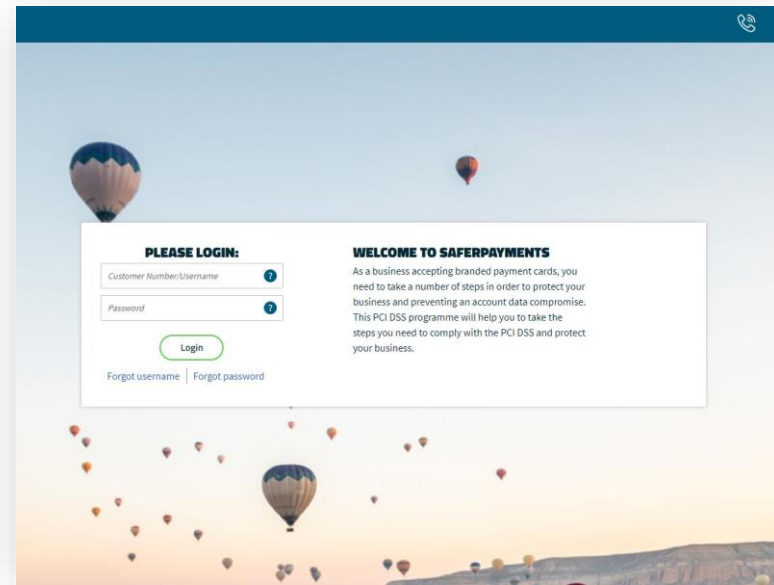 PLEASE LOGIN:
Customer Number/Username ?
Password ?
Login
Forgot username | Forgot password
WELCOME TO SAFERPAYMENTS
As a business accepting branded payment cards, you
need to take a number of steps in order to protect your
business and preventing an account data compromise.
This PCI DSS programme will help you to take the
steps you need to comply with the PCI DSS and protect
your business.